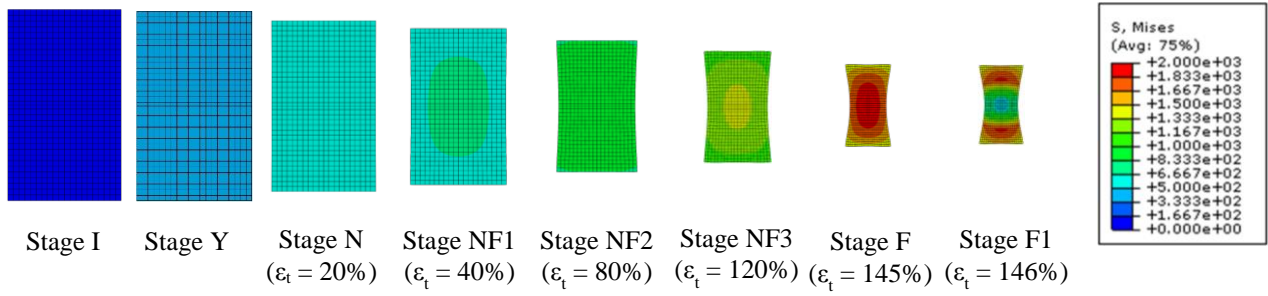 Stage I
Stage Y
Stage N
(εt = 20%)
Stage NF1
(εt = 40%)
Stage NF2
(εt = 80%)
Stage NF3
(εt = 120%)
Stage F
(εt = 145%)
Stage F1
(εt = 146%)
S, Mises
(Avg: 75%)
+2.000e+03
+1.833e+03
+1.667e+03
+1.500e+03
+1.333e+03
+1.167e+03
+1.000e+03
+8.333e+02
+6.667e+02
+5.000e+02
+3.333e+02
+1.667e+02
+0.000e+00